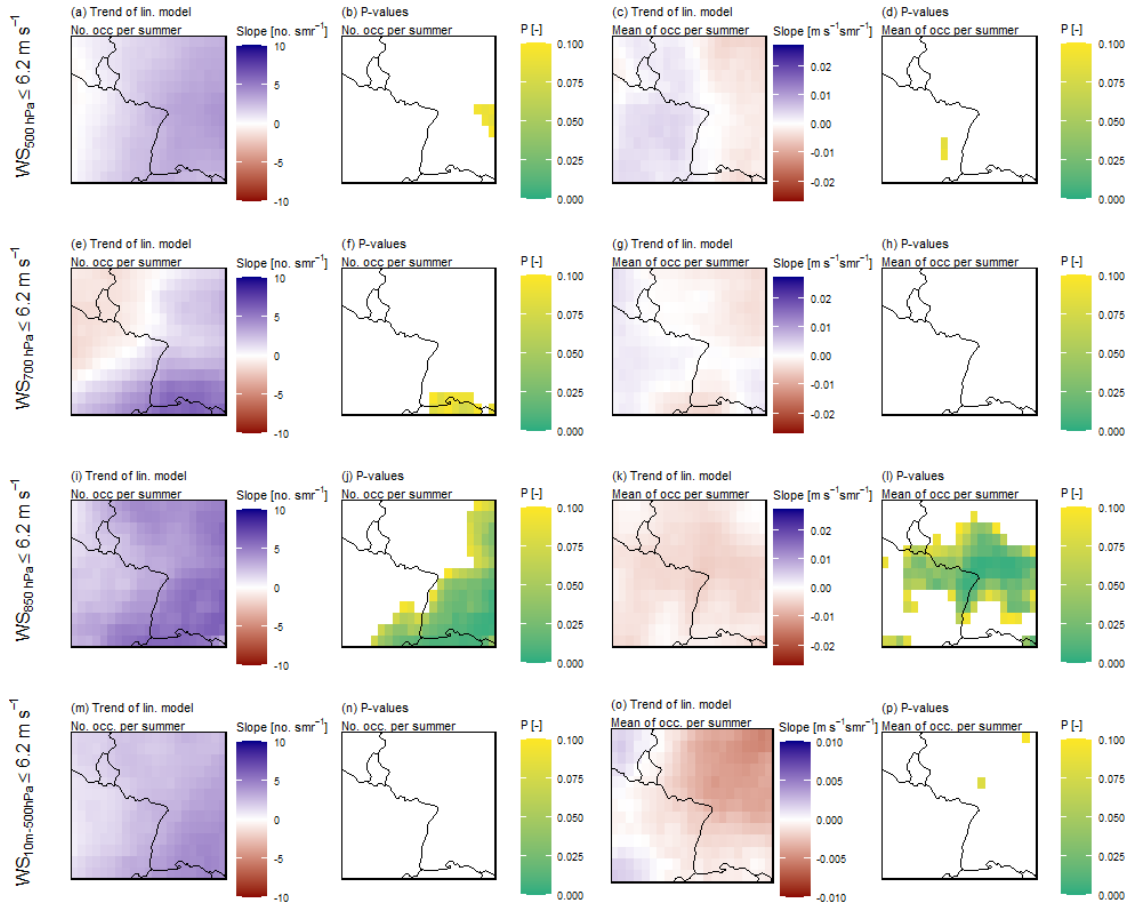 (a) Trend of lin. model
No. occ per summer
Slope [no. smr⁻¹]
10
5
0
-5
-10
(b) P-values
No. occ per summer
P [-]
0.100
0.075
0.050
0.025
0.000
(c) Trend of lin. model
Mean of occ per summer
Slope [m s⁻¹smr⁻¹]
0.02
0.01
0.00
-0.01
-0.02
(d) P-values
Mean of occ per summer
P [-]
0.100
0.075
0.050
0.025
0.000
WS500 hPa ≤ 6.2 m s⁻¹
(e) Trend of lin. model
No. occ per summer
Slope [no. smr⁻¹]
10
5
0
-5
-10
(f) P-values
No. occ per summer
P [-]
0.100
0.075
0.050
0.025
0.000
(g) Trend of lin. model
Mean of occ per summer
Slope [m s⁻¹smr⁻¹]
0.02
0.01
0.00
-0.01
-0.02
(h) P-values
Mean of occ per summer
P [-]
0.100
0.075
0.050
0.025
0.000
WS700 hPa ≤ 6.2 m s⁻¹
(i) Trend of lin. model
No. occ per summer
Slope [no. smr⁻¹]
10
5
0
-5
-10
(j) P-values
No. occ per summer
P [-]
0.100
0.075
0.050
0.025
0.000
(k) Trend of lin. model
Mean of occ per summer
Slope [m s⁻¹smr⁻¹]
0.02
0.01
0.00
-0.01
-0.02
(l) P-values
Mean of occ per summer
P [-]
0.100
0.075
0.050
0.025
0.000
WS850 hPa ≤ 6.2 m s⁻¹
(m) Trend of lin. model
No. occ. per summer
Slope [no. smr⁻¹]
10
5
0
-5
-10
(n) P-values
No. occ. per summer
P [-]
0.100
0.075
0.050
0.025
0.000
(o) Trend of lin. model
Mean of occ. per summer
Slope [m s⁻¹smr⁻¹]
0.010
0.005
0.000
-0.005
-0.010
(p) P-values
Mean of occ. per summer
P [-]
0.100
0.075
0.050
0.025
0.000
WS10m-500hPa ≤ 6.2 m s⁻¹